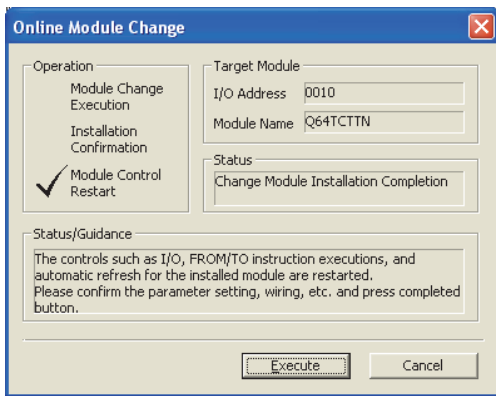 Online Module Change
Operation
Module Change
Execution
Installation
Confirmation
Module Control
Restart
Target Module
I/O Address 0010
Module Name Q64TCTTN
Status
Change Module Installation Completion
Status/Guidance
The controls such as I/O, FROM/TO instruction executions, and
automatic refresh for the installed module are restarted.
Please confirm the parameter setting, wiring, etc. and press completed
button.
Execute
Cancel